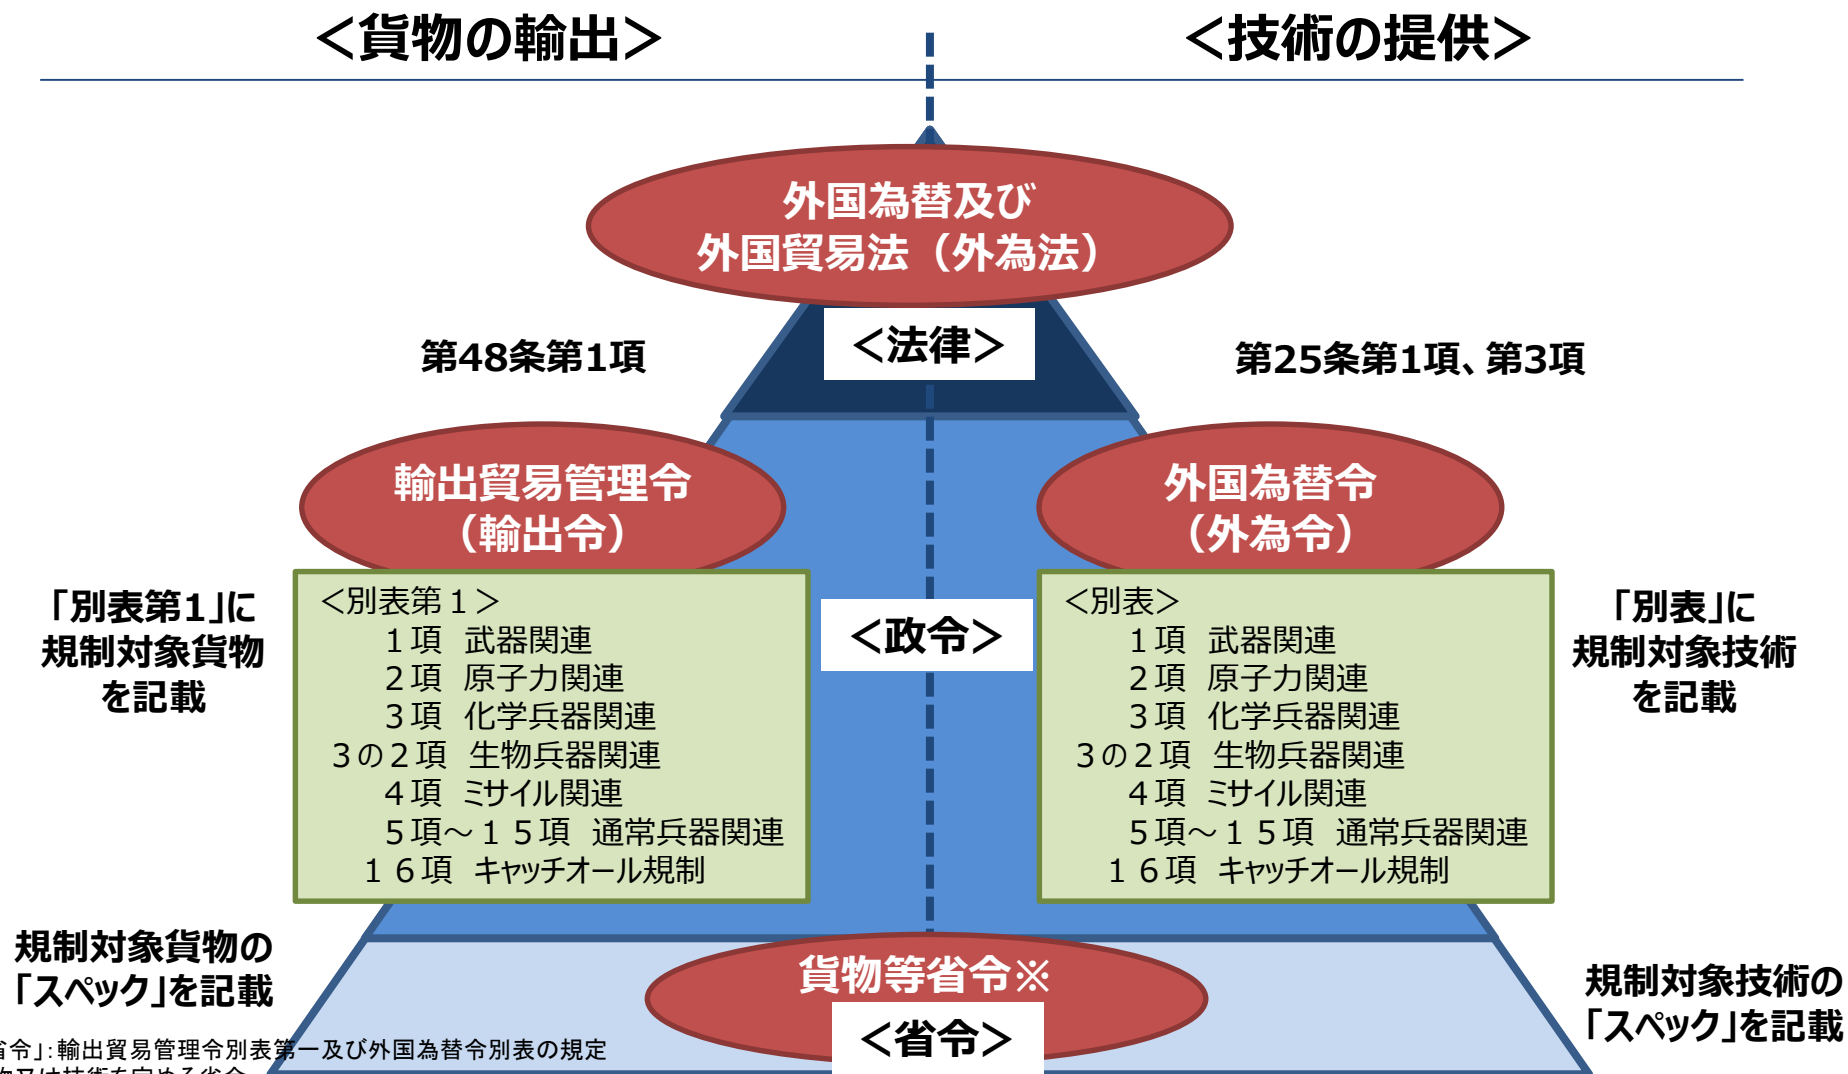 ＜貨物の輸出＞
＜技術の提供＞
外国為替及び
外国貿易法（外為法）
＜法律＞
第48条第1項
第25条第1項、第3項
輸出貿易管理令
（輸出令）
外国為替令
（外為令）
「別表第1」に
規制対象貨物
を記載
＜別表第１＞
１項 武器関連
２項 原子力関連
３項 化学兵器関連
３の２項 生物兵器関連
４項 ミサイル関連
５項～１５項 通常兵器関連
１６項 キャッチオール規制
＜政令＞
＜別表＞
１項 武器関連
２項 原子力関連
３項 化学兵器関連
３の２項 生物兵器関連
４項 ミサイル関連
５項～１５項 通常兵器関連
１６項 キャッチオール規制
「別表」に
規制対象技術
を記載
規制対象貨物の
「スペック」を記載
貨物等省令※
＜省令＞
規制対象技術の
「スペック」を記載
省令」：輸出貿易管理令別表第一及び外国為替令別表の規定
物又は技術を定める省令